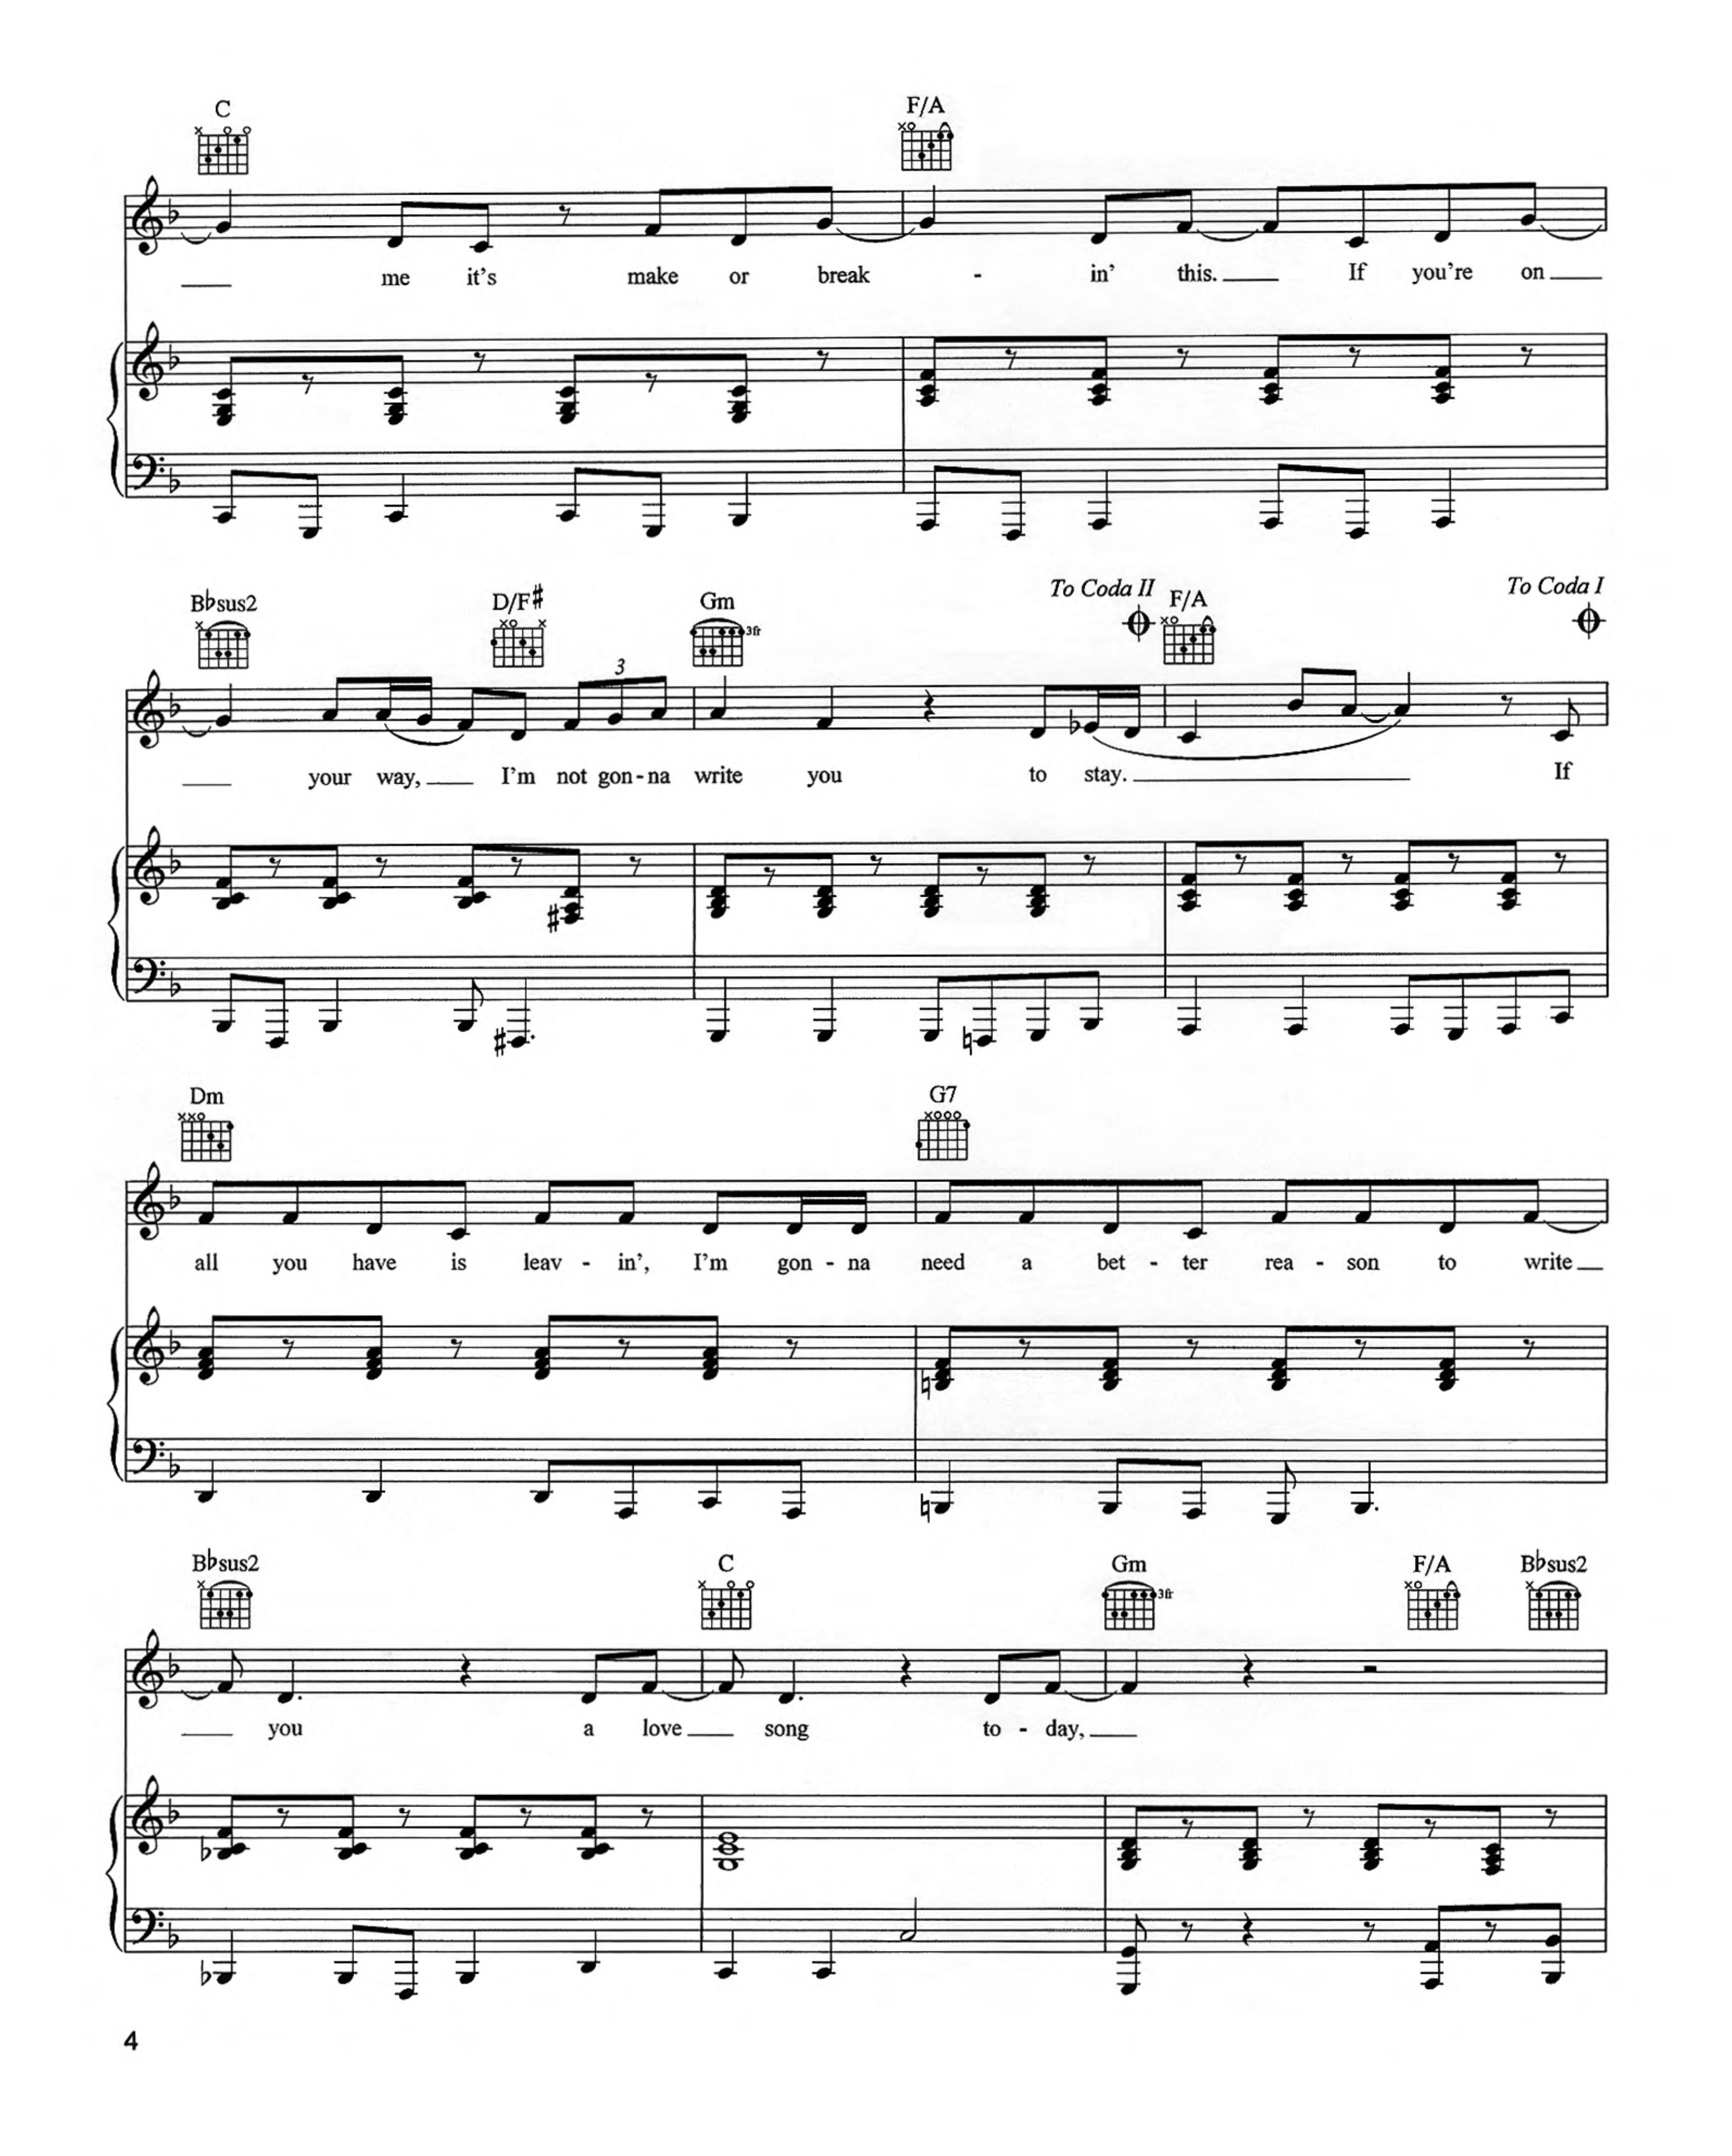 C F/A
me it's make or break - in' this. If you're on
To Coda II To Coda I
B♭sus2 D/F♯ Gm F/A
3fr
3
your way, I'm not gon - na write you to stay. If
Dm G7
all you have is leav - in', I'm gon - na need a bet - ter rea - son to write
B♭sus2 C Gm F/A B♭sus2
3fr
you a love song to - day,
4